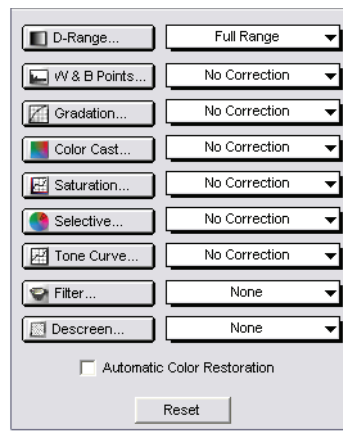 D-Range... Full Range
W & B Points... No Correction
Gradation... No Correction
Color Cast... No Correction
Saturation... No Correction
Selective... No Correction
Tone Curve... No Correction
Filter... None
Descreen... None
Automatic Color Restoration
Reset